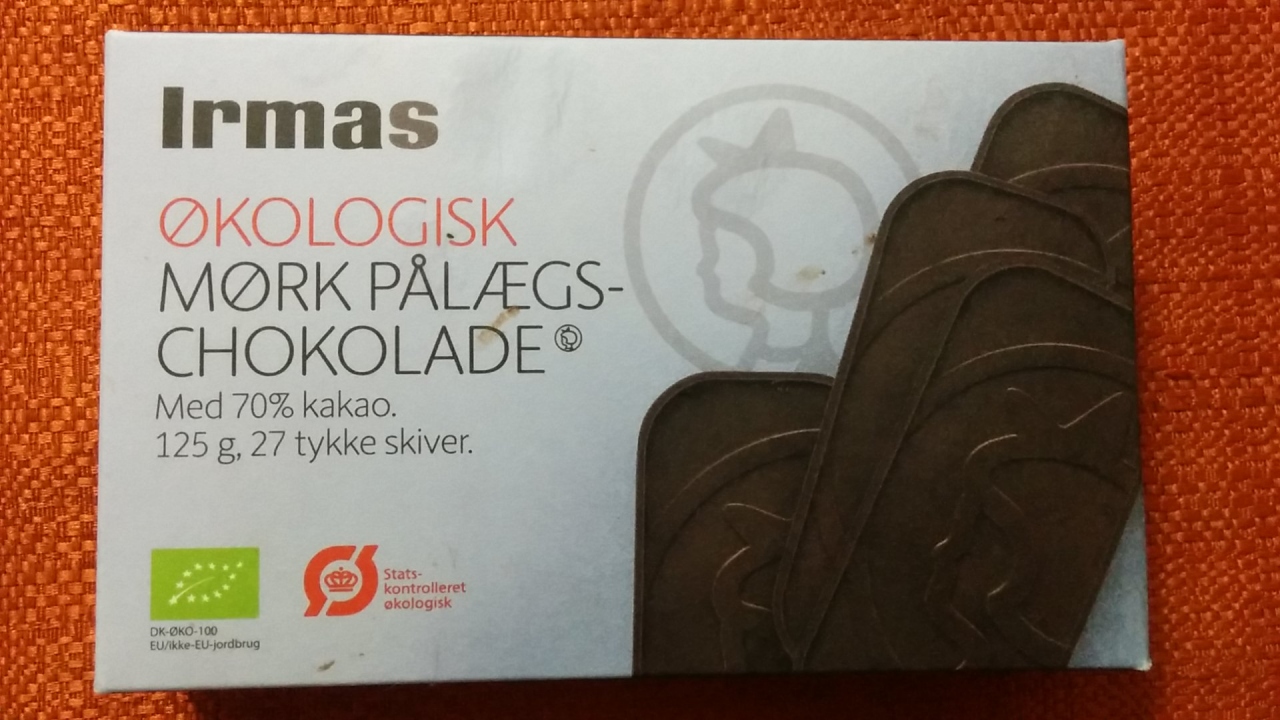 Irmas
ØKOLOGISK
MØRK PÅLÆGS-
CHOKOLADE
Med 70% kakao.
125 g, 27 tykke skiver.
Stats-
kontrolleret
økologisk
DK-ØKO-100
EU/ikke-EU-jordbrug